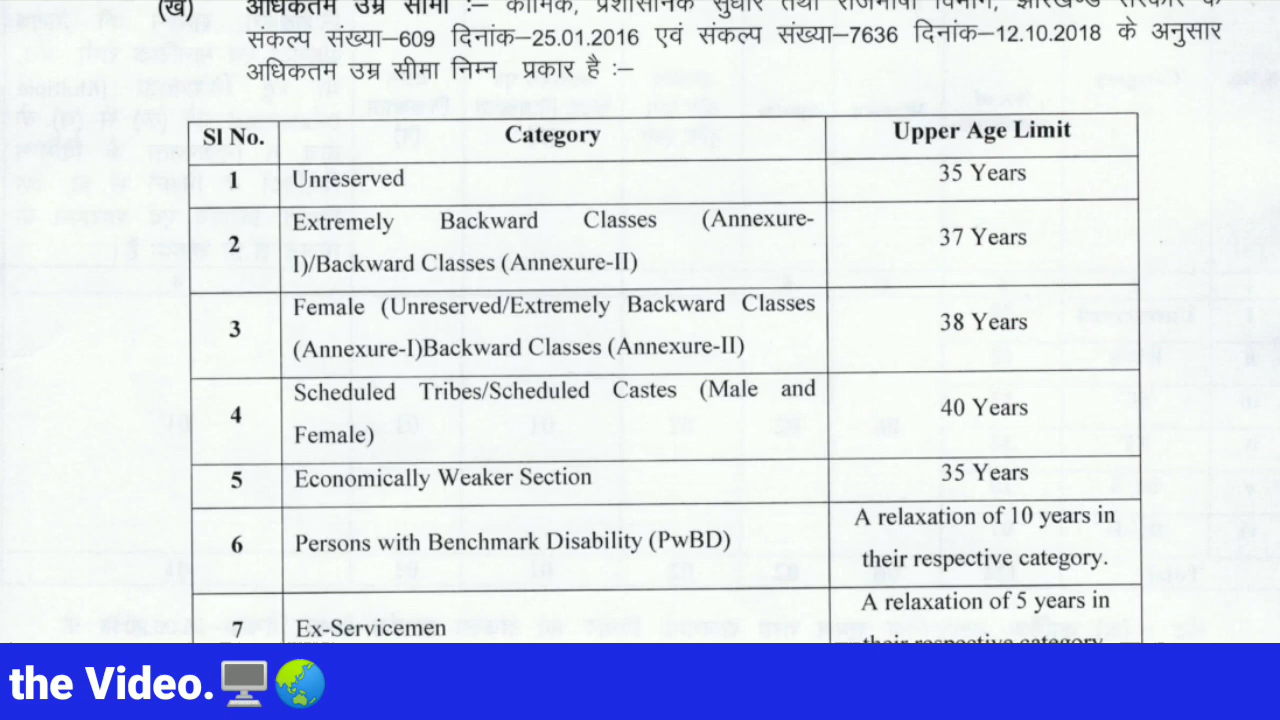 (ख) अधिकतम उम्र सीमा :– कार्मिक, प्रशासनिक सुधार तथा राजभाषा विभाग, झारखण्ड सरकार के
संकल्प संख्या–609 दिनांक–25.01.2016 एवं संकल्प संख्या–7636 दिनांक–12.10.2018 के अनुसार
अधिकतम उम्र सीमा निम्न प्रकार है :–
Sl No. Category Upper Age Limit
1 Unreserved 35 Years
Extremely Backward Classes (Annexure-
2 37 Years
I)/Backward Classes (Annexure-II)
Female (Unreserved/Extremely Backward Classes
3 38 Years
(Annexure-I)Backward Classes (Annexure-II)
Scheduled Tribes/Scheduled Castes (Male and
4 40 Years
Female)
5 Economically Weaker Section 35 Years
A relaxation of 10 years in
6 Persons with Benchmark Disability (PwBD)
their respective category.
A relaxation of 5 years in
7 Ex-Servicemen
their respective category
the Video.